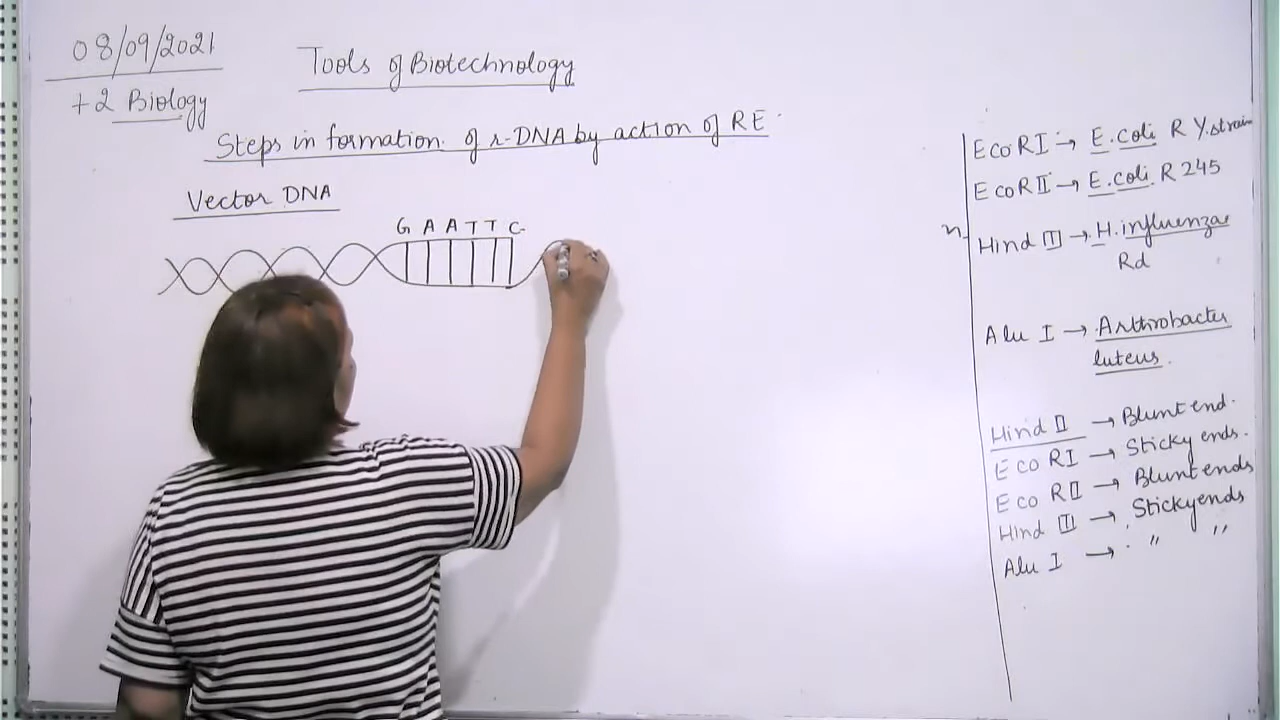 08/09/2021
+2 Biology
Tools of Biotechnology
Steps in formation of r-DNA by action of RE
Vector DNA
G A A T T C
EcoRI → E.coli R Y.strain
EcoRII → E.coli R 245
Hind III → H.influenzae
Rd
Alu I → Arthrobacter
luteus.
Hind II → Blunt end.
Eco RI → Sticky ends.
Eco RII → Blunt ends
Hind III → Sticky ends
Alu I → " "